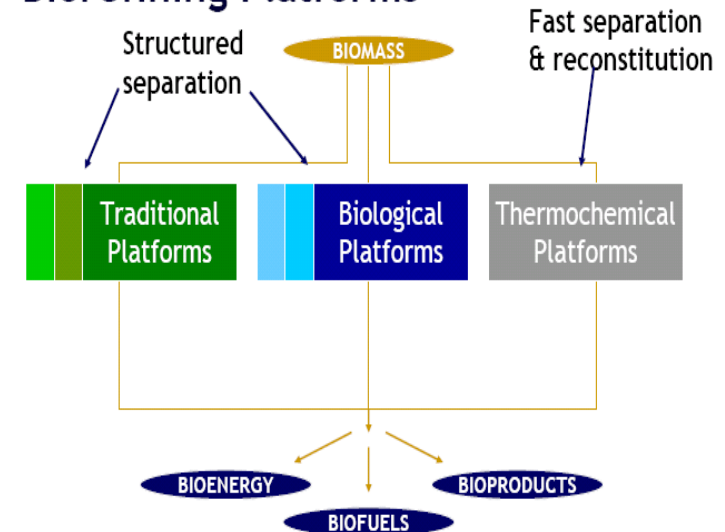 Structured
separation
BIOMASS
Fast separation
& reconstitution
Traditional
Platforms
Biological
Platforms
Thermochemical
Platforms
BIOENERGY
BIOPRODUCTS
BIOFUELS